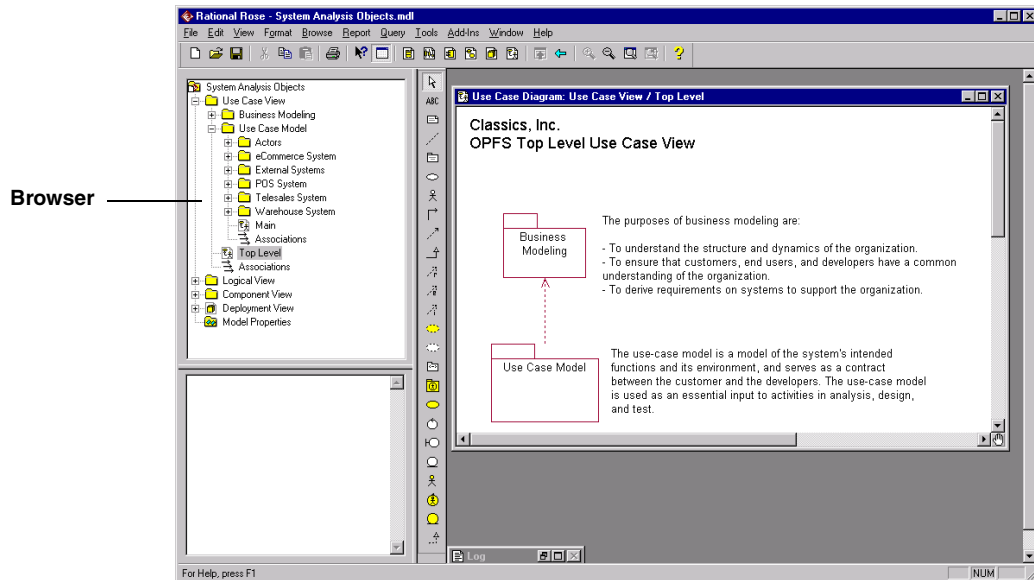 Rational Rose - System Analysis Objects.mdl
File Edit View Format Browse Report Query Tools Add-Ins Window Help
System Analysis Objects
Use Case View
Business Modeling
Use Case Model
Actors
eCommerce System
External Systems
POS System
Telesales System
Warehouse System
Main
Associations
Top Level
Associations
Logical View
Component View
Deployment View
Model Properties
Browser
ABC
Use Case Diagram: Use Case View / Top Level
Classics, Inc.
OPFS Top Level Use Case View
Business
Modeling
The purposes of business modeling are:
- To understand the structure and dynamics of the organization.
- To ensure that customers, end users, and developers have a common
understanding of the organization.
- To derive requirements on systems to support the organization.
Use Case Model
The use-case model is a model of the system's intended
functions and its environment, and serves as a contract
between the customer and the developers. The use-case model
is used as an essential input to activities in analysis, design,
and test.
Log
For Help, press F1
NUM